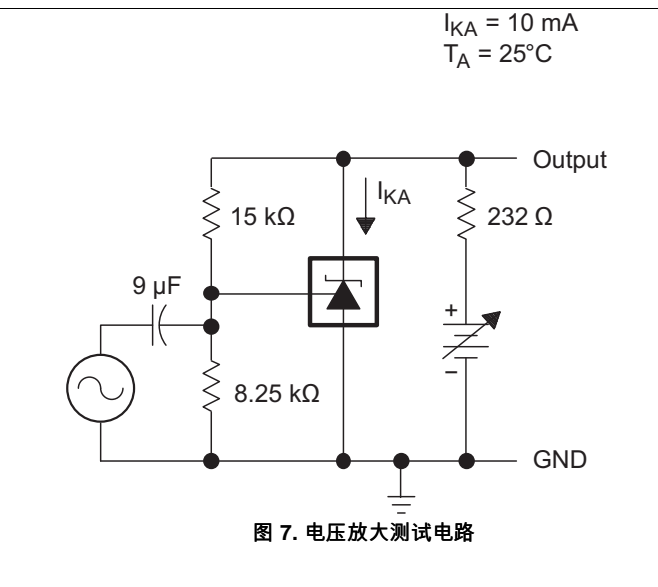 I_KA = 10 mA
T_A = 25°C
Output
I_KA
15 kΩ
232 Ω
9 µF
+
−
8.25 kΩ
GND
图 7. 电压放大测试电路